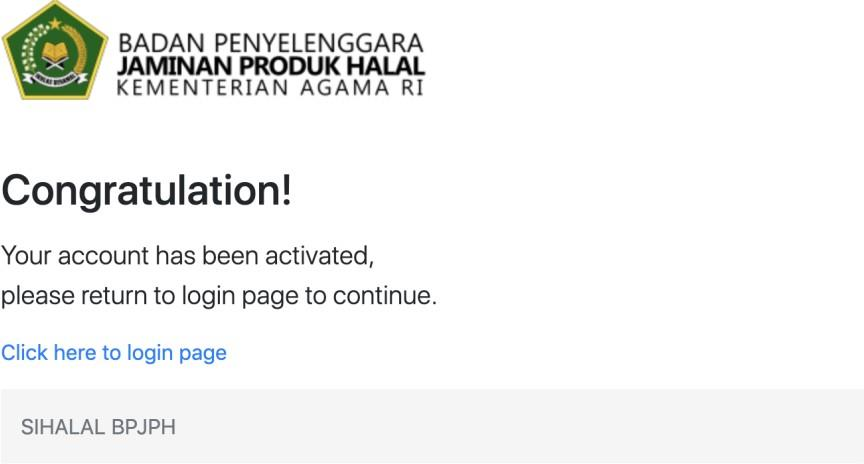 BADAN PENYELENGGARA
JAMINAN PRODUK HALAL
KEMENTERIAN AGAMA RI
Congratulation!
Your account has been activated,
please return to login page to continue.
Click here to login page
SIHALAL BPJPH